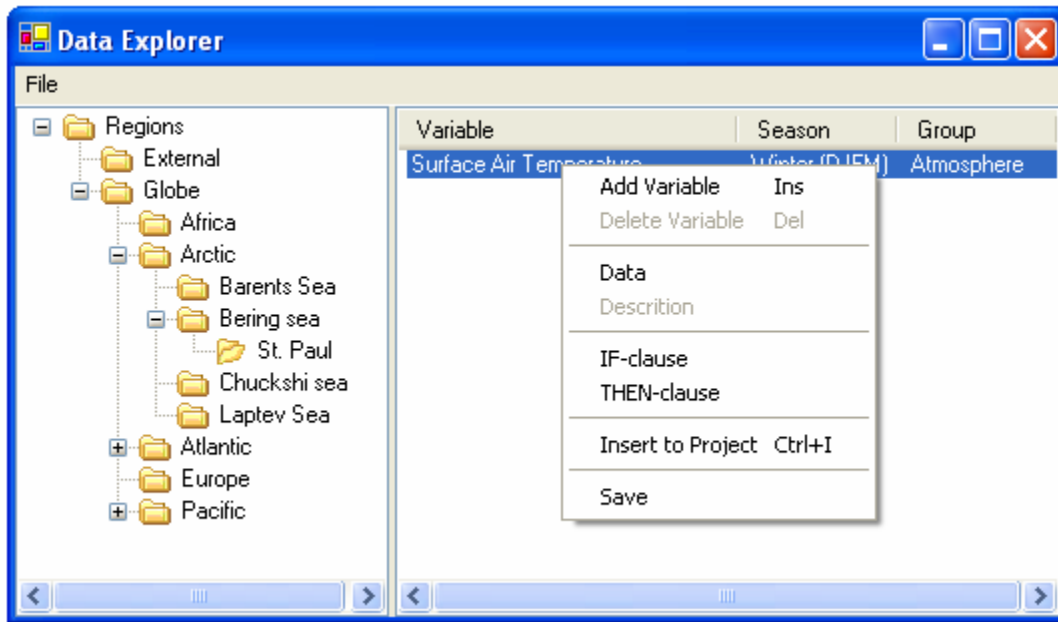 Data Explorer
File
Regions
External
Globe
Africa
Arctic
Barents Sea
Bering sea
St. Paul
Chuckshi sea
Laptev Sea
Atlantic
Europe
Pacific
Variable Season Group
Surface Air Temperature Winter (DJFM) Atmosphere
Add Variable Ins
Delete Variable Del
Data
Descrition
IF-clause
THEN-clause
Insert to Project Ctrl+I
Save